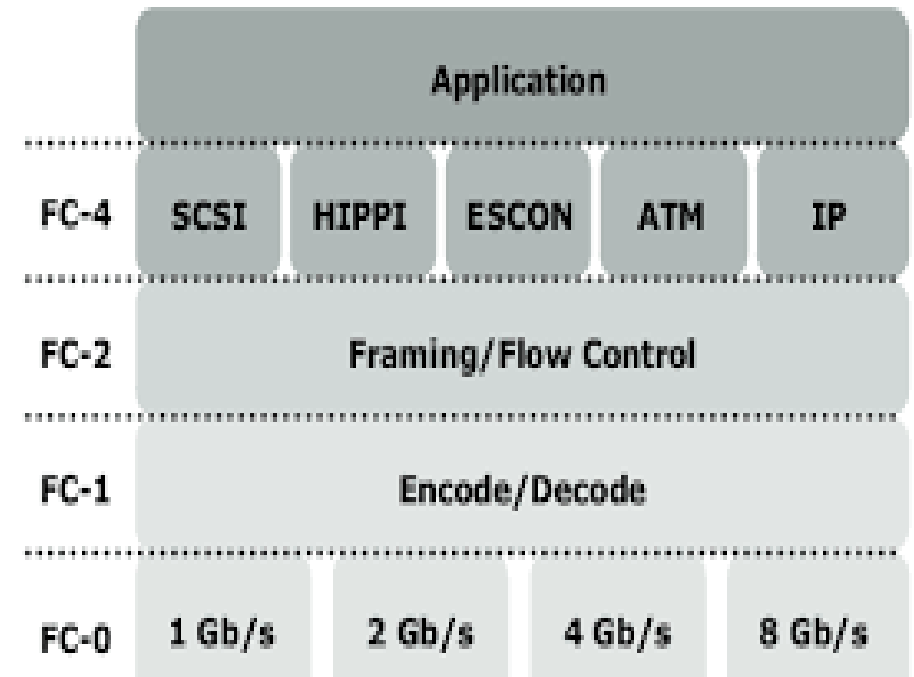 Application
FC-4 SCSI HIPPI ESCON ATM IP
FC-2 Framing/Flow Control
FC-1 Encode/Decode
FC-0 1 Gb/s 2 Gb/s 4 Gb/s 8 Gb/s